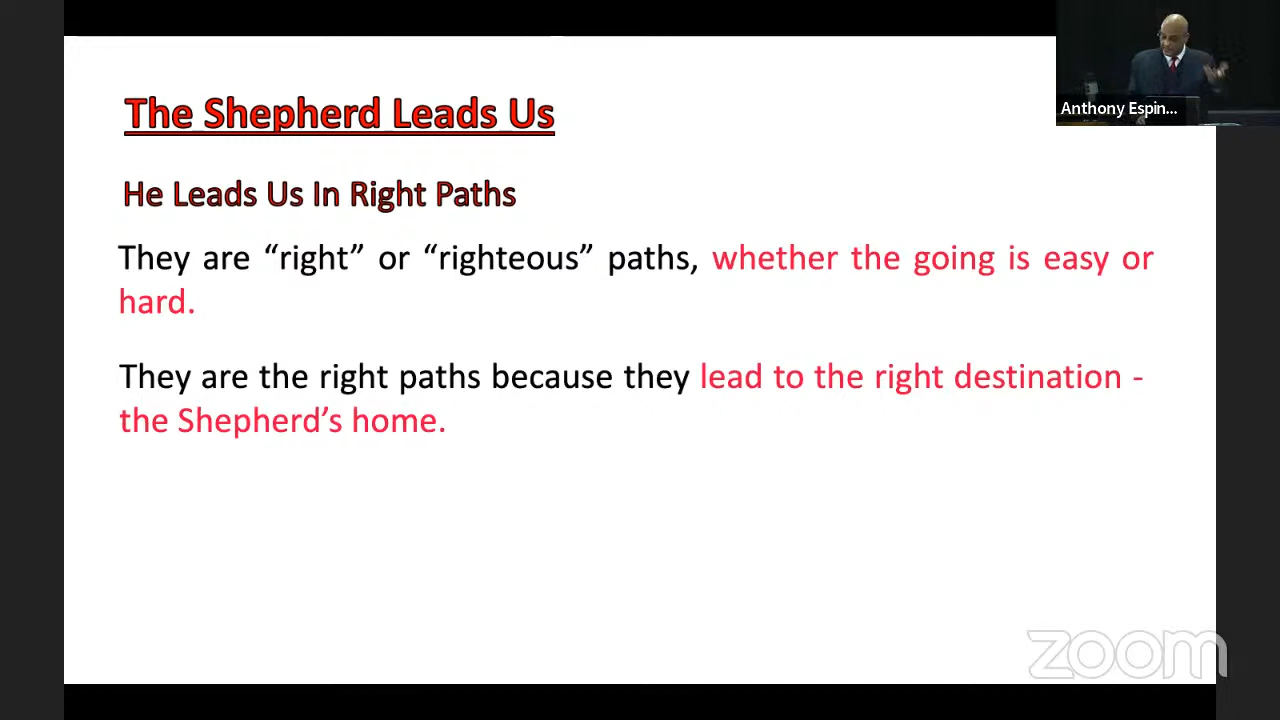 The Shepherd Leads Us
Anthony Espin...
He Leads Us In Right Paths
They are “right” or “righteous” paths, whether the going is easy or
hard.
They are the right paths because they lead to the right destination -
the Shepherd’s home.
zoom